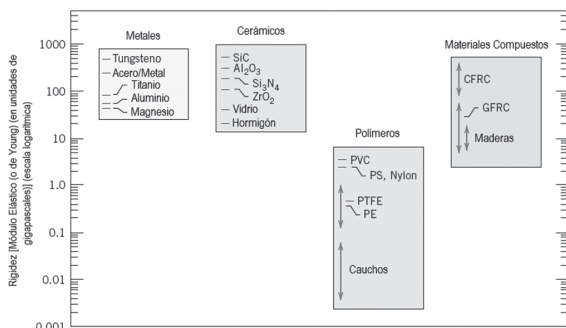 Rigidez [Módulo Elástico (o de Young) (en unidades de
gigapascales)] (escala logarítmica)
1000
100
10
1.0
0.1
0.01
0.001
Metales
Tungsteno
Acero/Metal
Titanio
Aluminio
Magnesio
Cerámicos
SiC
Al₂O₃
Si₃N₄
ZrO₂
Vidrio
Hormigón
Polímeros
PVC
PS, Nylon
PTFE
PE
Cauchos
Materiales Compuestos
CFRC
GFRC
Maderas